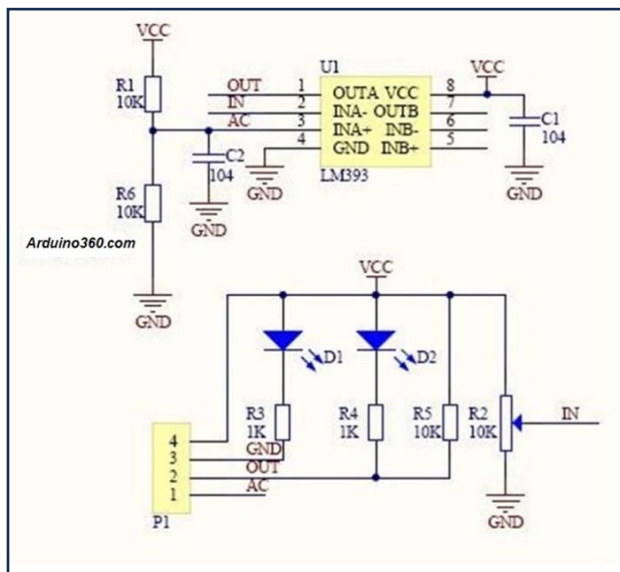 VCC
R1
10K
OUT
IN
AC
1
2
3
4
U1
OUTA VCC
INA- OUTB
INA+ INB-
GND INB+
LM393
8
7
6
5
VCC
C1
104
GND
C2
104
GND
GND
R6
10K
Arduino360.com
GND
VCC
D1
D2
R3
1K
R4
1K
R5
10K
R2
10K
IN
GND
4
3
2
1
GND
OUT
AC
P1